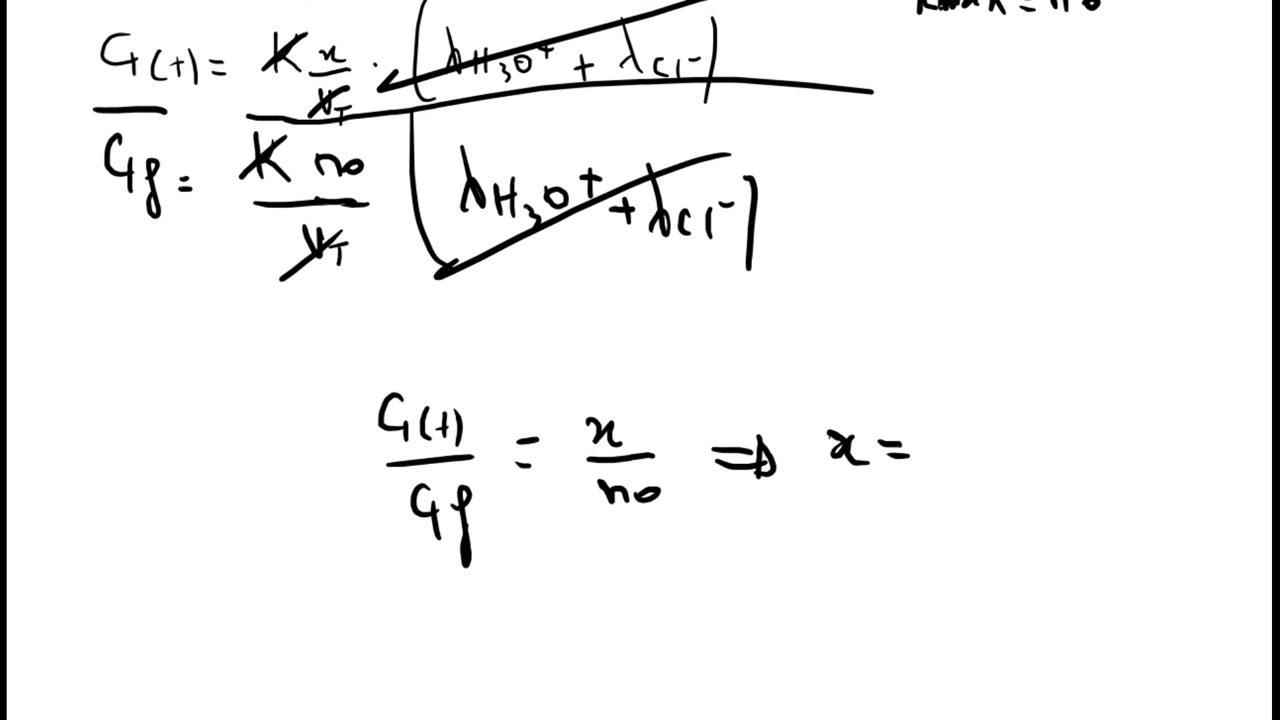 G(t) = K x/V_T · (λH₃O⁺ + λCl⁻)
Gf = K n₀/V_T [λH₃O⁺ + λCl⁻]
G(t)/Gf = x/n₀ ⇒ x =